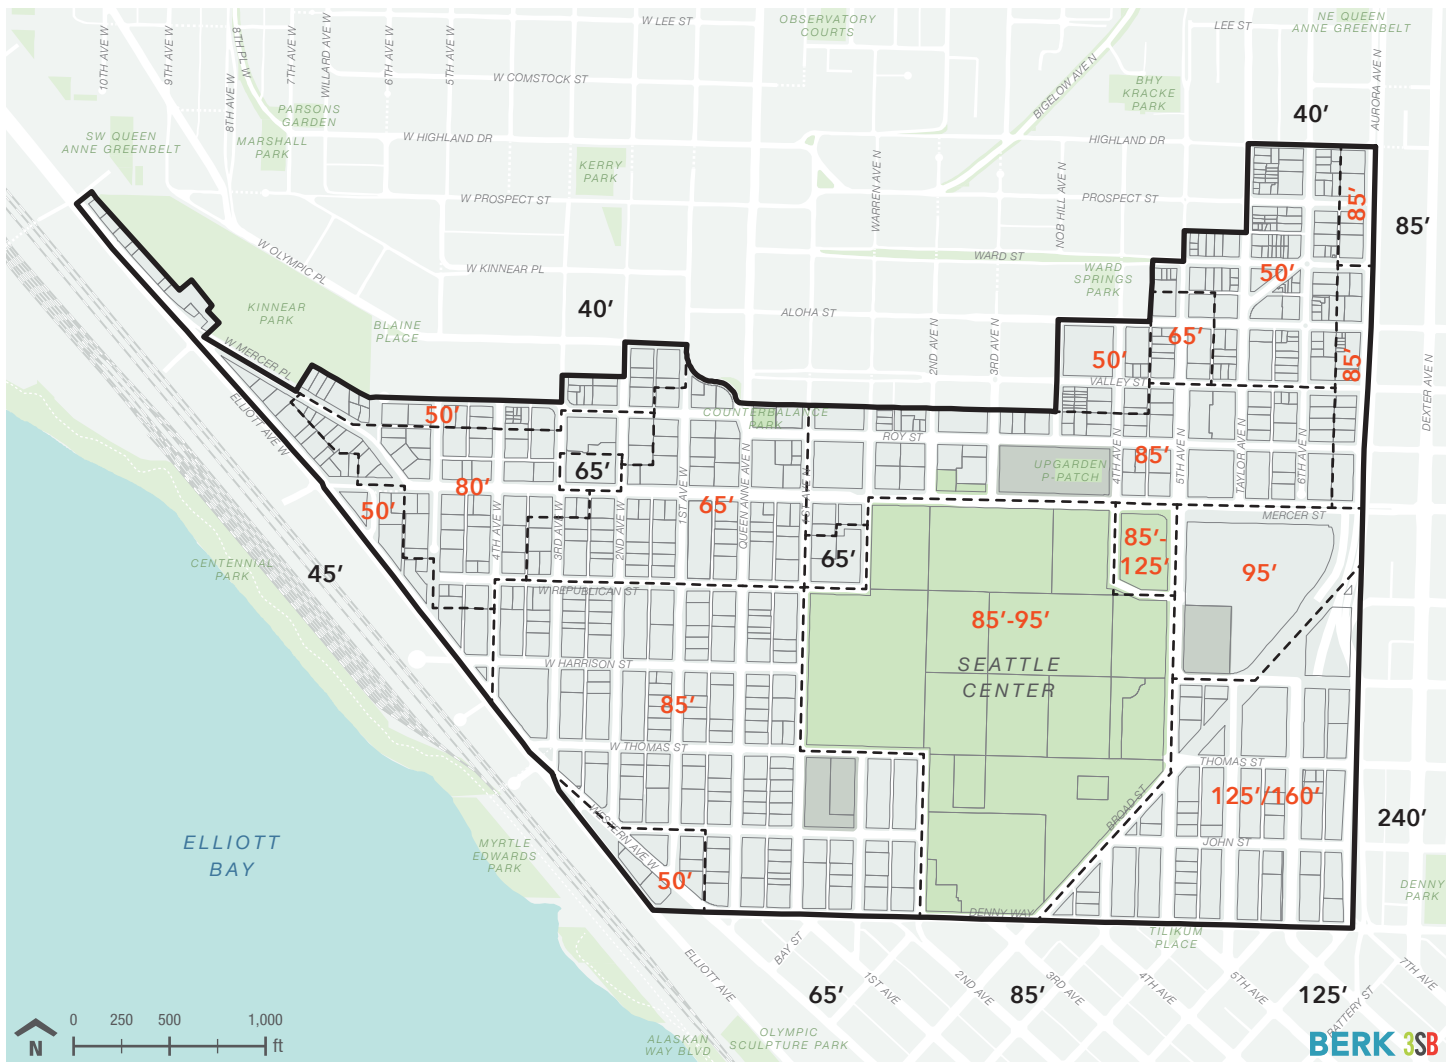 W LEE ST
OBSERVATORY
COURTS
LEE ST
NE QUEEN
ANNE GREENBELT
10TH AVE W
9TH AVE W
8TH PL W
7TH AVE W
WILLARD AVE W
6TH AVE W
5TH AVE W
8TH AVE W
W COMSTOCK ST
BIGELOW AVE N
BHY
KRACKE
PARK
AURORA AVE N
PARSONS
GARDEN
40'
SW QUEEN
ANNE GREENBELT
MARSHALL
PARK
W HIGHLAND DR
HIGHLAND DR
KERRY
PARK
WARREN AVE N
NOB HILL AVE N
W PROSPECT ST
PROSPECT ST
85'
85'
W OLYMPIC PL
W KINNEAR PL
WARD ST
WARD
SPRINGS
PARK
50'
KINNEAR
PARK
40'
ALOHA ST
BLAINE
PLACE
2ND AVE N
3RD AVE N
65'
50'
85'
W MERCER PL
VALLEY ST
DEXTER AVE N
ELLIOTT AVE W
50'
COUNTERBALANCE
PARK
ROY ST
UPGARDEN
P-PATCH
4TH AVE N
85'
5TH AVE N
TAYLOR AVE N
6TH AVE N
65'
80'
50'
1ST AVE W
65'
QUEEN ANNE AVE N
1ST AVE N
4TH AVE W
3RD AVE W
2ND AVE W
MERCER ST
85'-
125'
65'
95'
CENTENNIAL
PARK
45'
W REPUBLICAN ST
85'-95'
SEATTLE
CENTER
W HARRISON ST
85'
W THOMAS ST
THOMAS ST
125'/160'
BROAD ST
240'
ELLIOTT
BAY
WESTERN AVE W
JOHN ST
MYRTLE
EDWARDS
PARK
50'
DENNY
PARK
DENNY WAY
TILIKUM
PLACE
ELLIOTT AVE
BAY ST
1ST AVE
2ND AVE
3RD AVE
4TH AVE
5TH AVE
7TH AVE
65'
85'
125'
BATTERY ST
N
0 250 500 1,000
ft
ALASKAN
WAY BLVD
OLYMPIC
SCULPTURE PARK
BERK 3SB